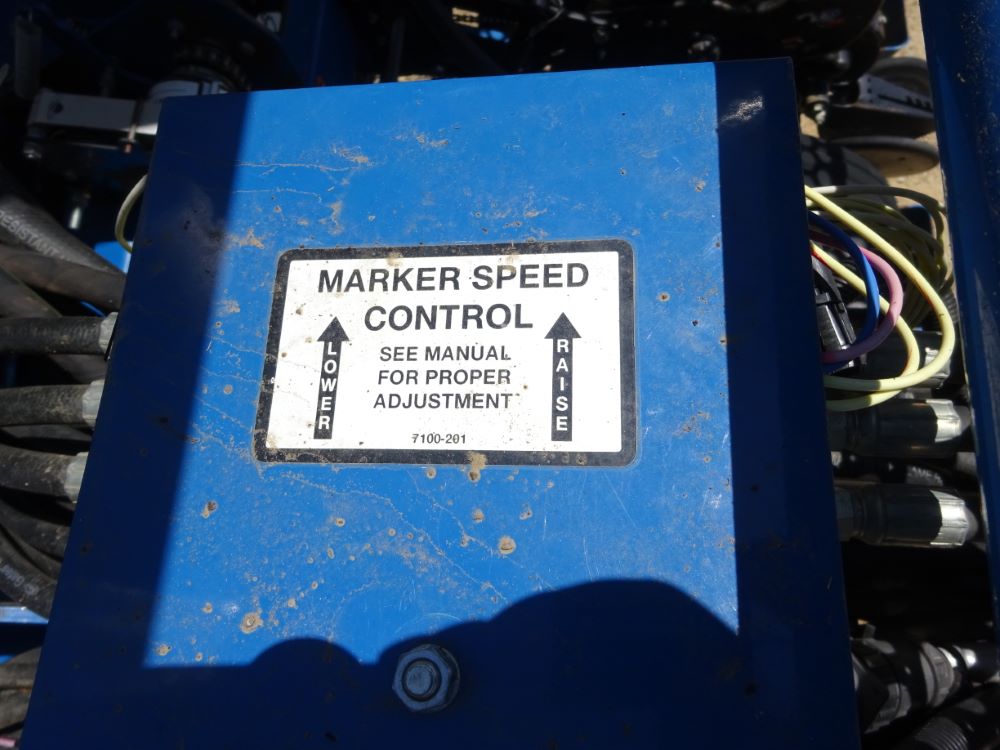 MARKER SPEED
CONTROL
LOWER
SEE MANUAL
FOR PROPER
ADJUSTMENT
RAISE
7100-201